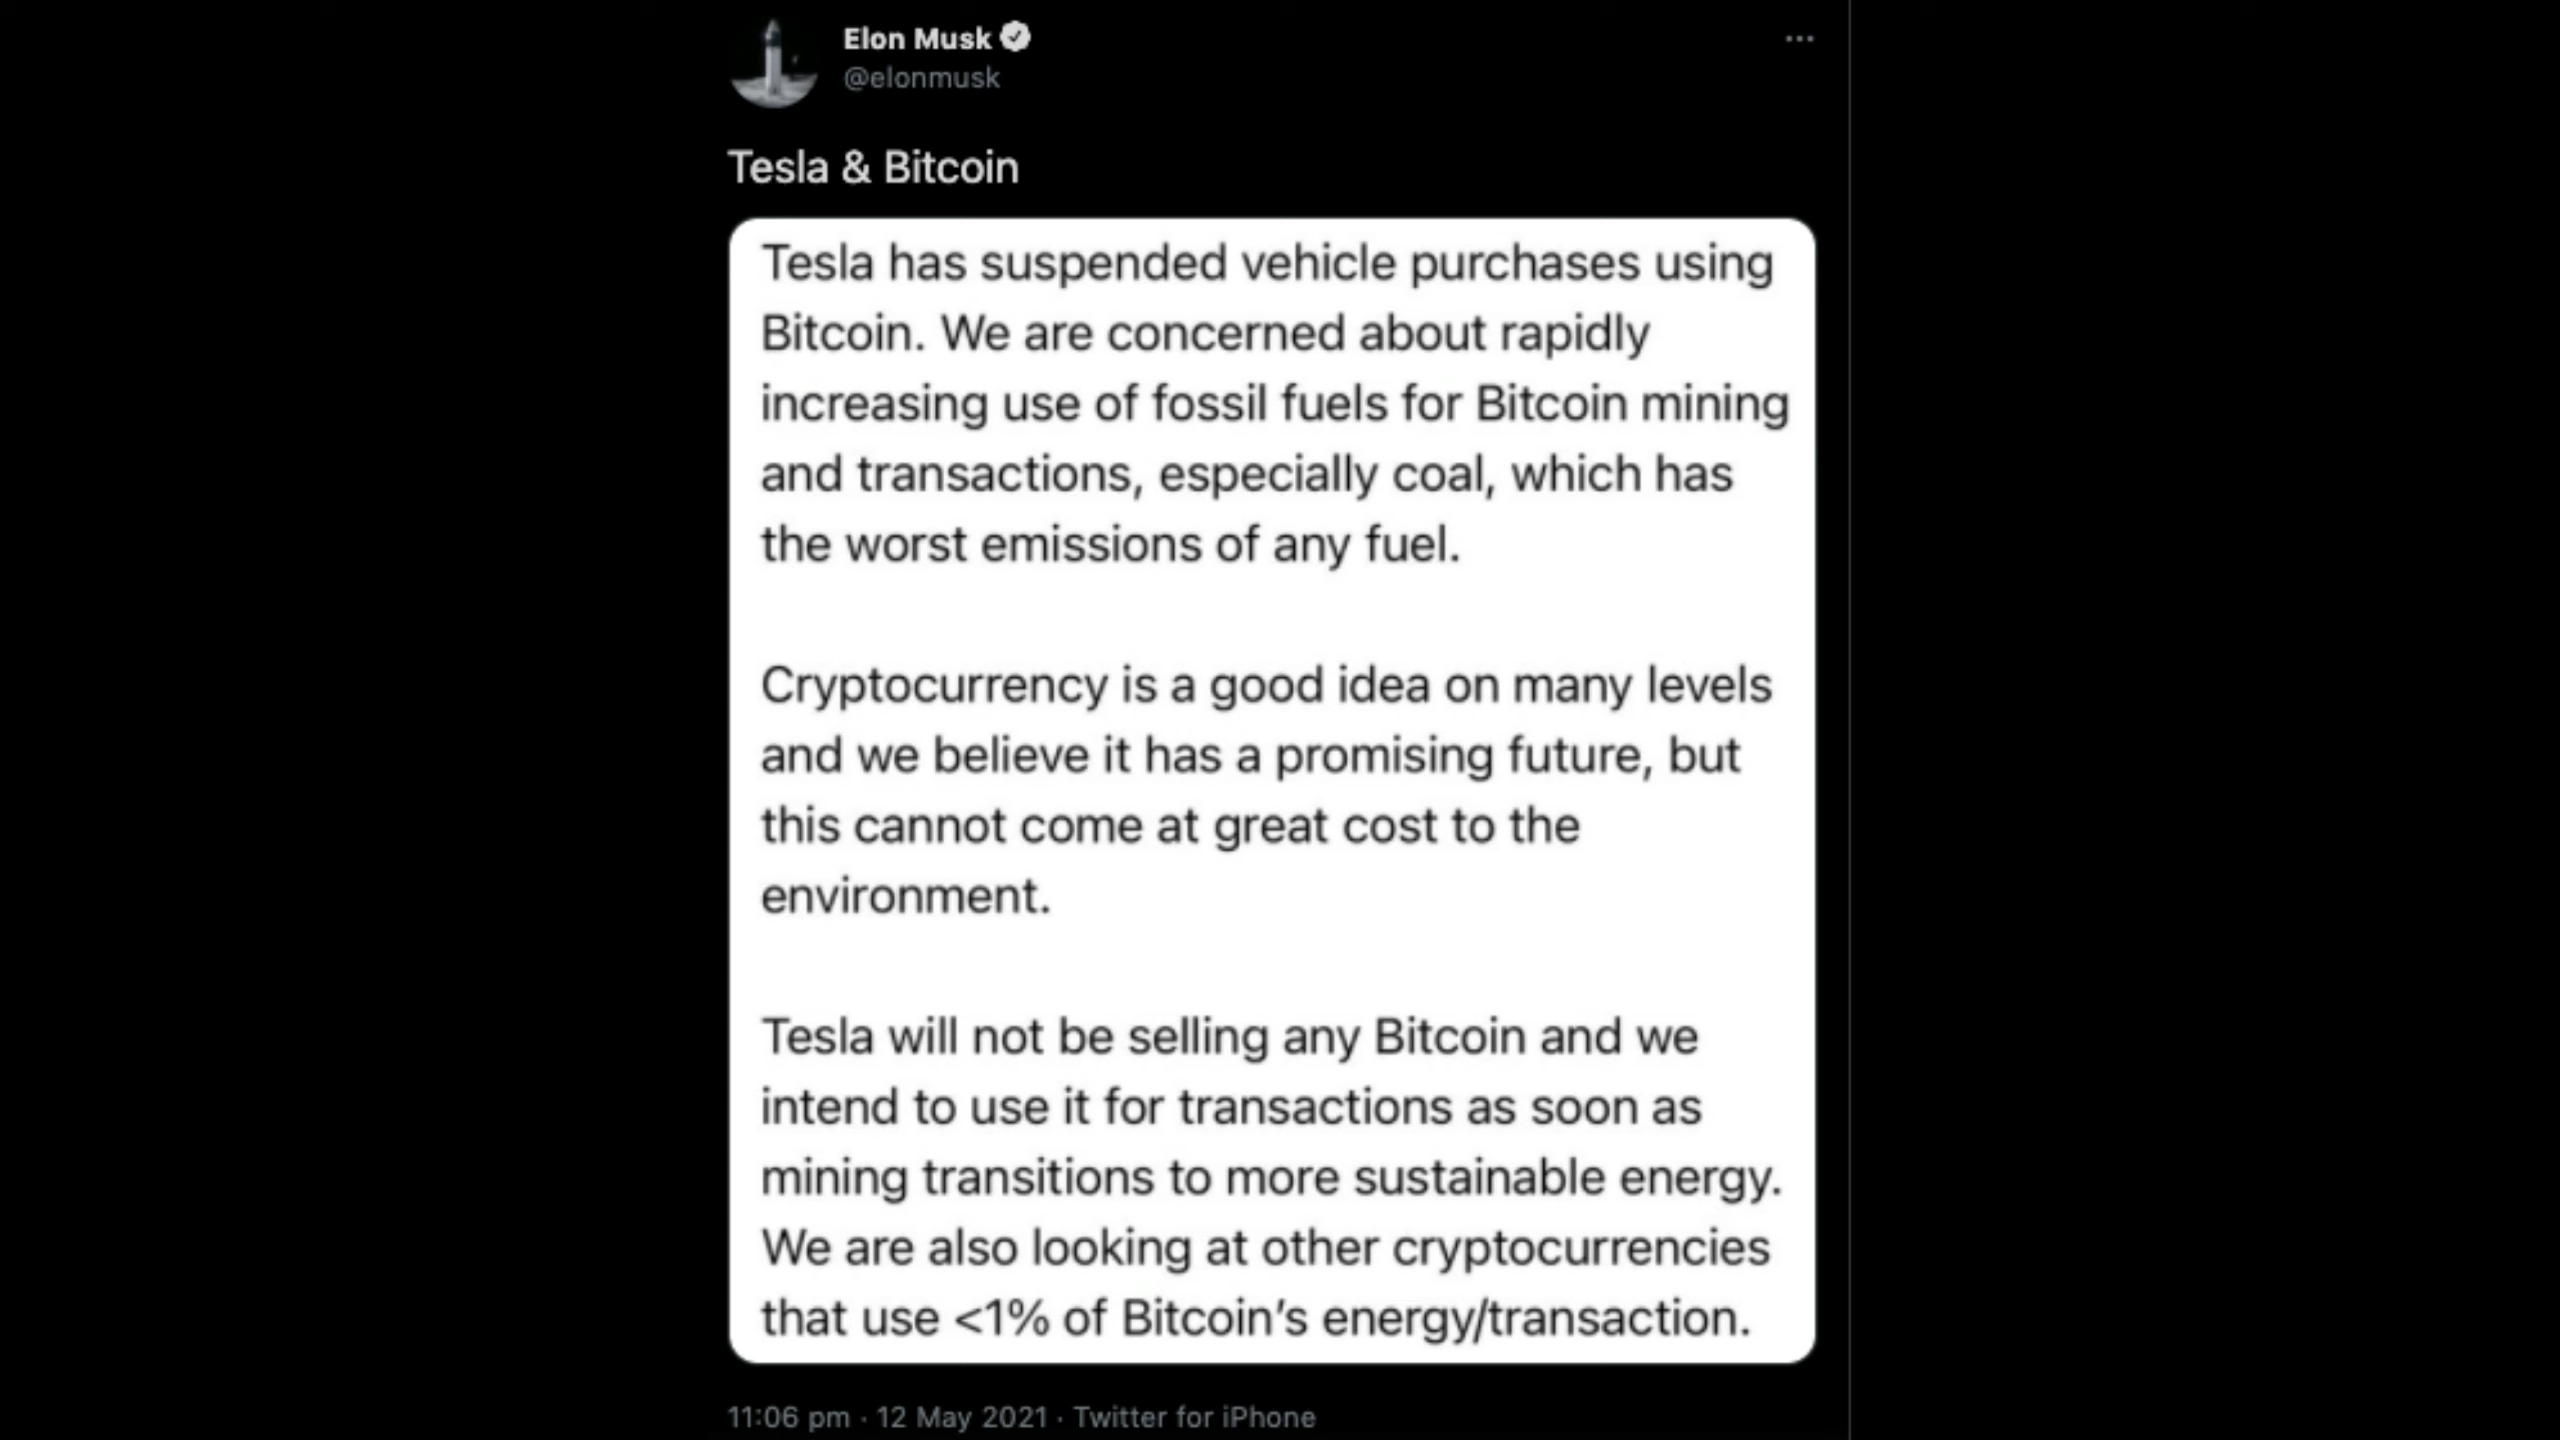 Elon Musk
@elonmusk
Tesla & Bitcoin
Tesla has suspended vehicle purchases using
Bitcoin. We are concerned about rapidly
increasing use of fossil fuels for Bitcoin mining
and transactions, especially coal, which has
the worst emissions of any fuel.
Cryptocurrency is a good idea on many levels
and we believe it has a promising future, but
this cannot come at great cost to the
environment.
Tesla will not be selling any Bitcoin and we
intend to use it for transactions as soon as
mining transitions to more sustainable energy.
We are also looking at other cryptocurrencies
that use <1% of Bitcoin’s energy/transaction.
11:06 pm · 12 May 2021 · Twitter for iPhone